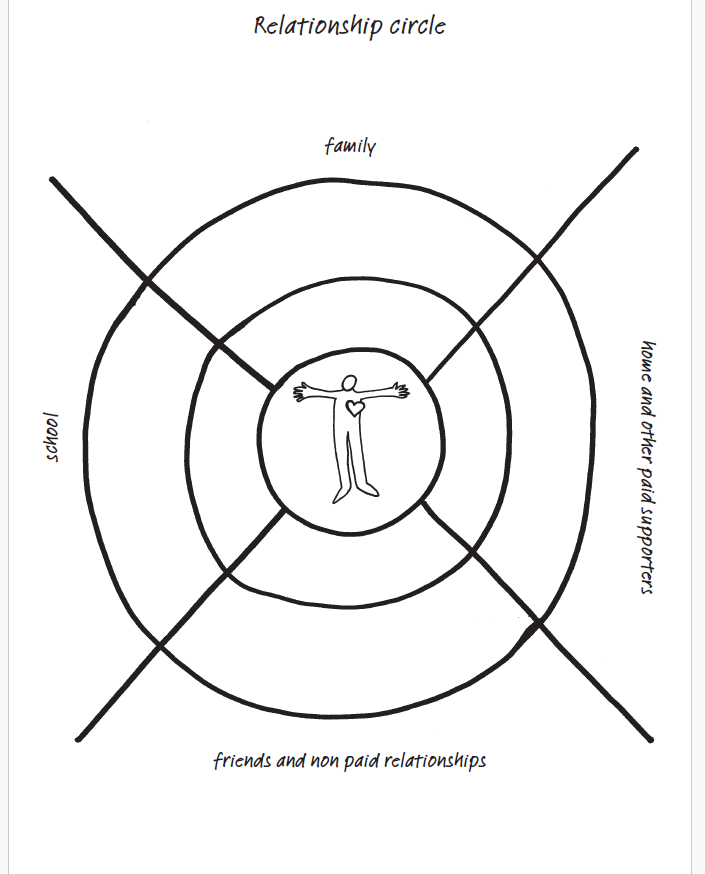 Relationship circle
family
school
home and other paid supporters
friends and non paid relationships